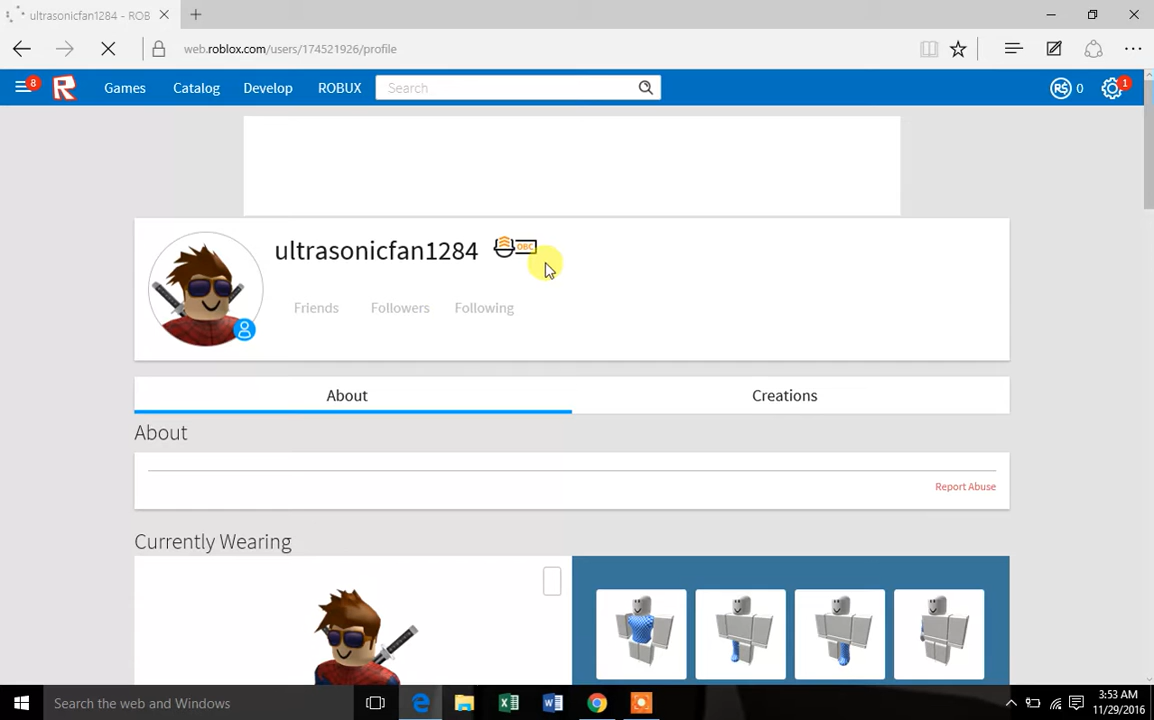 ultrasonicfan1284 - ROB
web.roblox.com/users/174521926/profile
8
R
Games
Catalog
Develop
ROBUX
Search
R$ 0
1
ultrasonicfan1284
OBC
Friends
Followers
Following
About
Creations
About
Report Abuse
Currently Wearing
Search the web and Windows
3:53 AM
11/29/2016